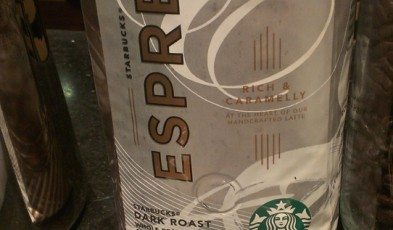 STARBUCKS®
ESPRE
RICH &
CARAMELLY
AT THE HEART OF OUR
HANDCRAFTED LATTE
STARBUCKS®
DARK ROAST